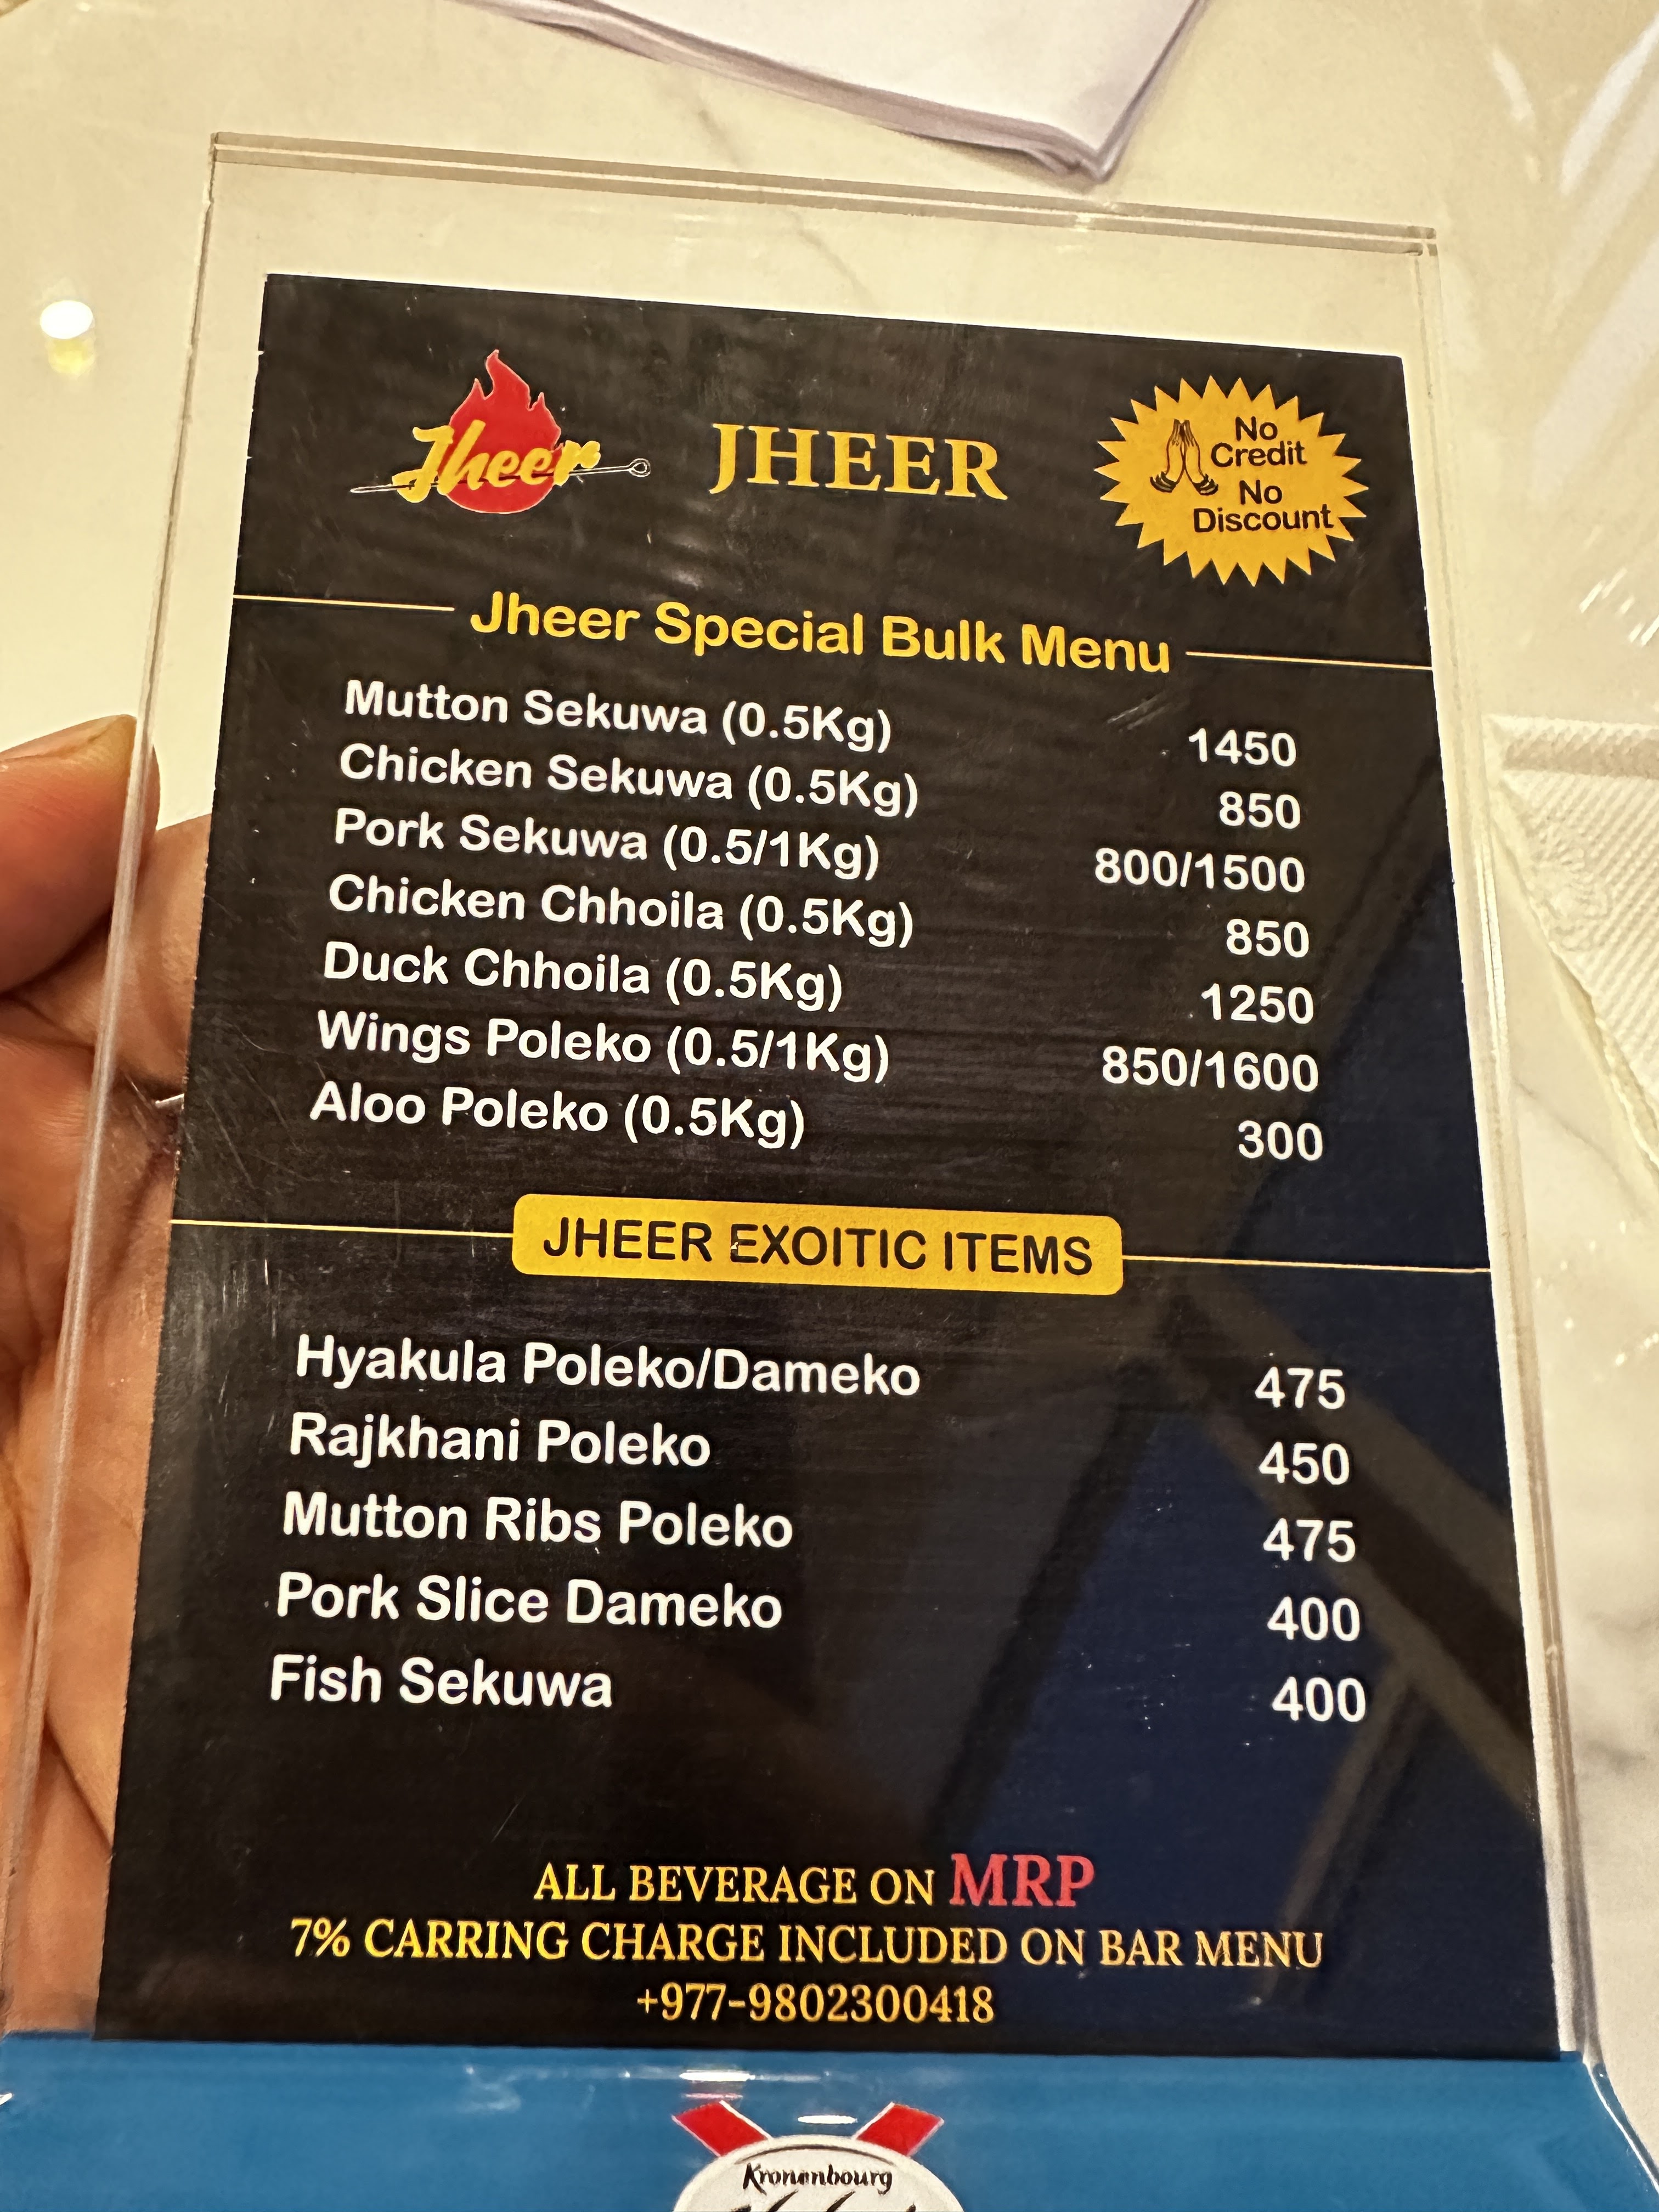 Jheer
JHEER
No
Credit
No
Discount
Jheer Special Bulk Menu
Mutton Sekuwa (0.5Kg) 1450
Chicken Sekuwa (0.5Kg) 850
Pork Sekuwa (0.5/1Kg) 800/1500
Chicken Chhoila (0.5Kg) 850
Duck Chhoila (0.5Kg) 1250
Wings Poleko (0.5/1Kg) 850/1600
Aloo Poleko (0.5Kg) 300
JHEER EXOITIC ITEMS
Hyakula Poleko/Dameko 475
Rajkhani Poleko 450
Mutton Ribs Poleko 475
Pork Slice Dameko 400
Fish Sekuwa 400
ALL BEVERAGE ON MRP
7% CARRING CHARGE INCLUDED ON BAR MENU
+977-9802300418
Kronenbourg